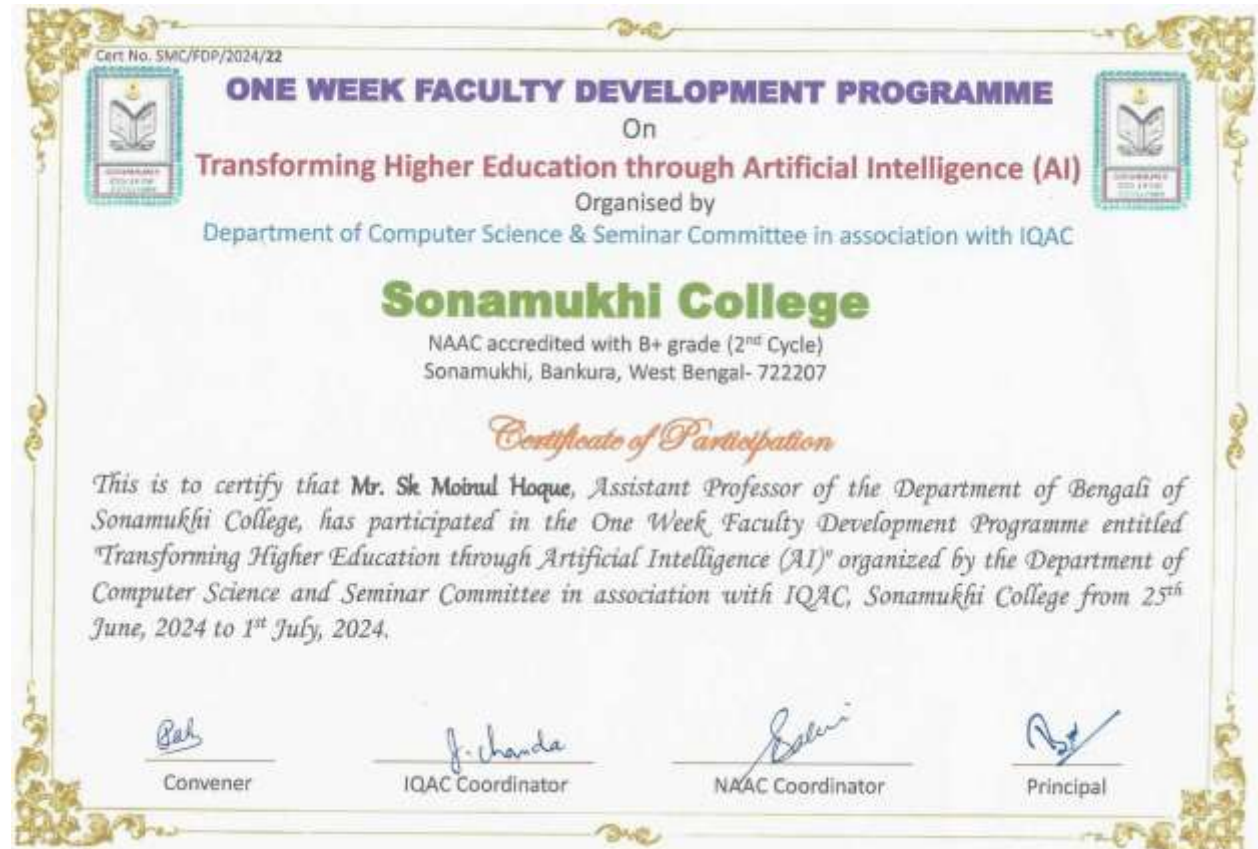 Cert No. SMC/FDP/2024/22
ONE WEEK FACULTY DEVELOPMENT PROGRAMME
On
Transforming Higher Education through Artificial Intelligence (AI)
Organised by
Department of Computer Science & Seminar Committee in association with IQAC
Sonamukhi College
NAAC accredited with B+ grade (2nd Cycle)
Sonamukhi, Bankura, West Bengal- 722207
Certificate of Participation
This is to certify that Mr. Sk Moinul Hoque, Assistant Professor of the Department of Bengali of
Sonamukhi College, has participated in the One Week Faculty Development Programme entitled
"Transforming Higher Education through Artificial Intelligence (AI)" organized by the Department of
Computer Science and Seminar Committee in association with IQAC, Sonamukhi College from 25th
June, 2024 to 1st July, 2024.
J. Chanda
Convener IQAC Coordinator NAAC Coordinator Principal